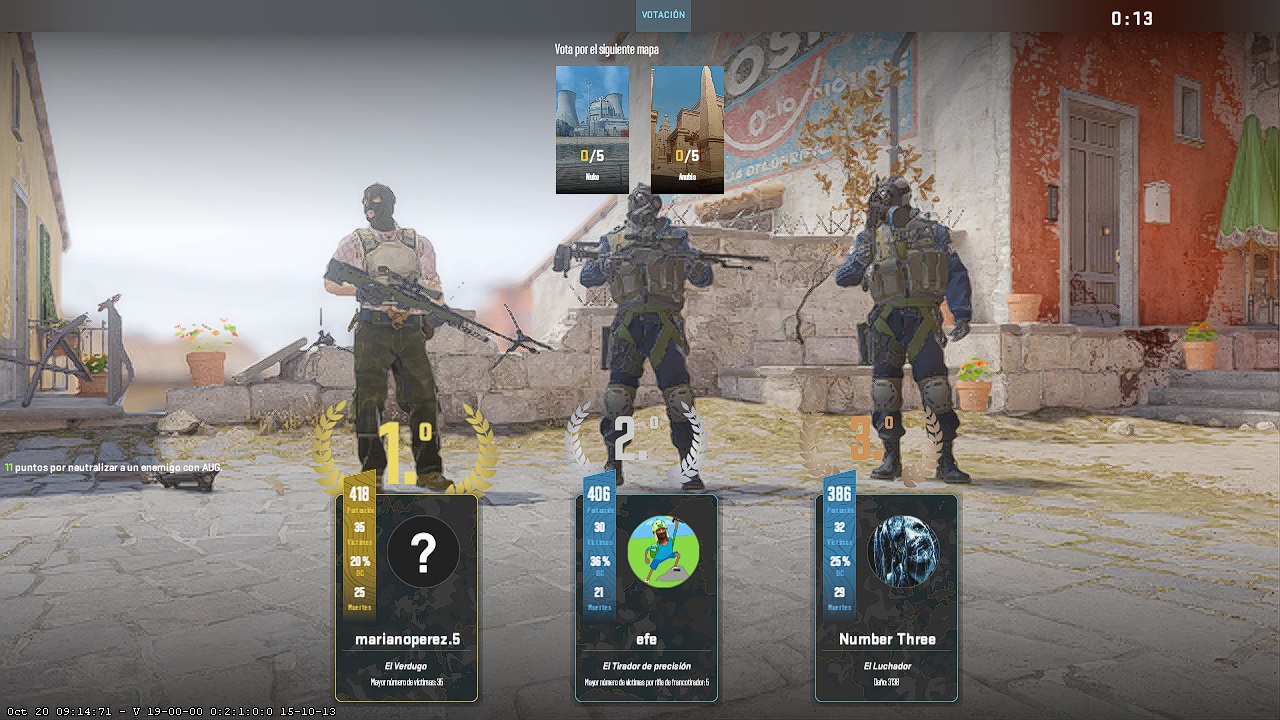 VOTACIÓN
0:13
Vota por el siguiente mapa
0/5
Nuke
0/5
Anubis
OLIO
11 puntos por neutralizar a un enemigo con AUG.
1.º
418
Puntuación
35
Víctimas
20%
DC
25
Muertes
marianoperez.5
El Verdugo
Mayor número de víctimas: 35
2.º
406
Puntuación
30
Víctimas
36%
DC
21
Muertes
efe
El Tirador de precisión
Mayor número de víctimas por rifle de francotirador: 5
3.º
386
Puntuación
32
Víctimas
25%
DC
29
Muertes
Number Three
El Luchador
Daño: 3138
Oct 20 09:14:71 - V 19-00-00 0:2:1:0:0 15-10-13